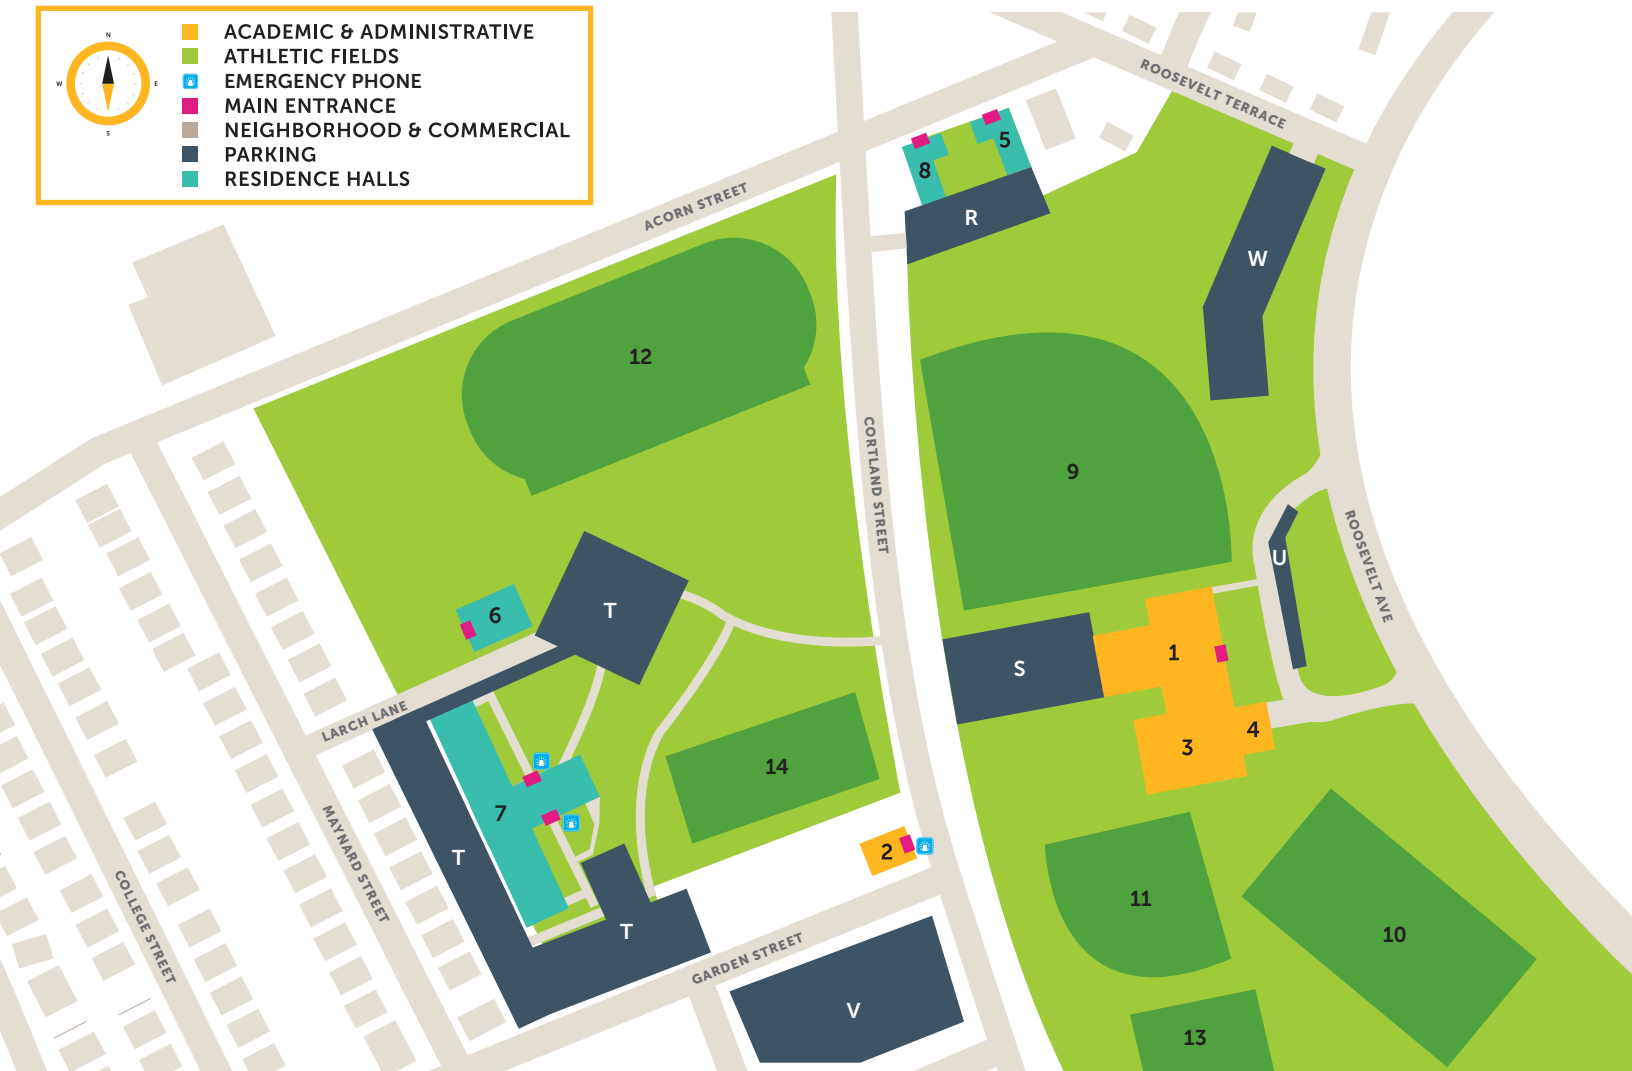 N
W
E
S
ACADEMIC & ADMINISTRATIVE
ATHLETIC FIELDS
EMERGENCY PHONE
MAIN ENTRANCE
NEIGHBORHOOD & COMMERCIAL
PARKING
RESIDENCE HALLS
ROOSEVELT TERRACE
5
8
ACORN STREET
R
W
12
9
CORTLAND STREET
ROOSEVELT AVE
U
T
6
1
S
LARCH LANE
4
3
14
7
MAYNARD STREET
2
T
COLLEGE STREET
11
T
10
GARDEN STREET
V
13